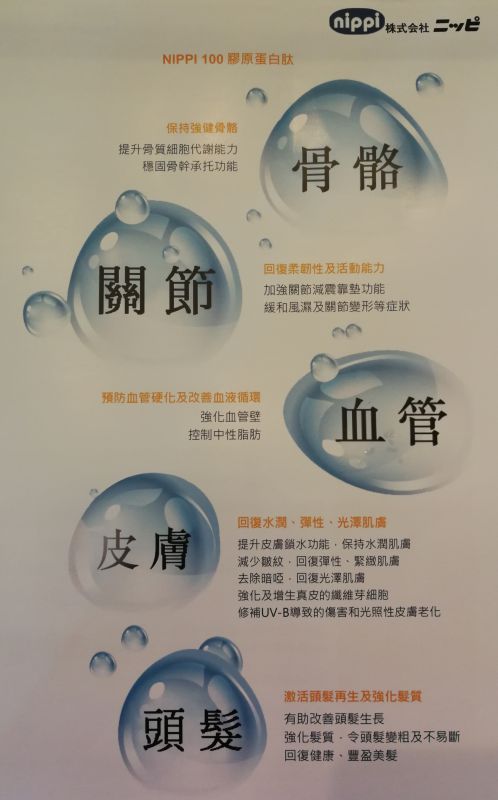 nippi 株式会社 ニッピ
NIPPI 100 膠原蛋白肽
保持強健骨骼
提升骨質細胞代謝能力
穩固骨幹承托功能
骨骼
關節
回復柔韌性及活動能力
加強關節減震靠墊功能
緩和風濕及關節變形等症狀
預防血管硬化及改善血液循環
強化血管壁
控制中性脂肪
血管
皮膚
回復水潤、彈性、光澤肌膚
提升皮膚鎖水功能，保持水潤肌膚
減少皺紋，回復彈性、緊緻肌膚
去除暗啞，回復光澤肌膚
強化及增生真皮的纖維芽細胞
修補UV-B導致的傷害和光照性皮膚老化
頭髮
激活頭髮再生及強化髮質
有助改善頭髮生長
強化髮質，令頭髮變粗及不易斷
回復健康、豐盈美髮